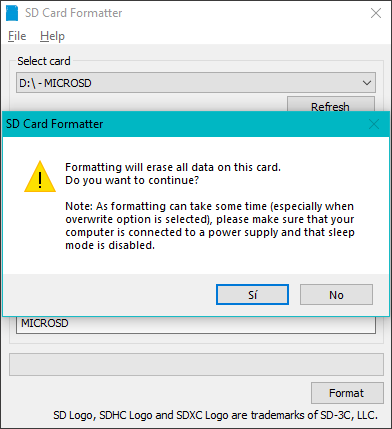 SD Card Formatter
File Help
Select card
D:\ - MICROSD
Refresh
SD Card Formatter
Formatting will erase all data on this card.
Do you want to continue?
Note: As formatting can take some time (especially when
overwrite option is selected), please make sure that your
computer is connected to a power supply and that sleep
mode is disabled.
Sí No
MICROSD
Format
SD Logo, SDHC Logo and SDXC Logo are trademarks of SD-3C, LLC.